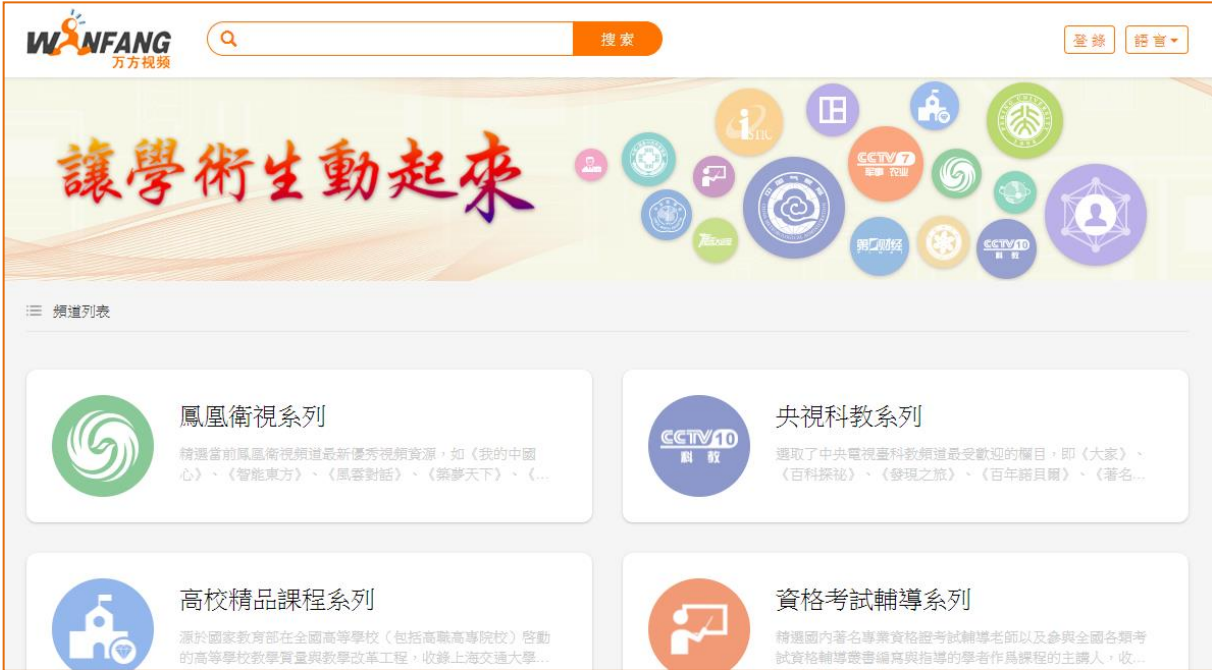 WANFANG
万方视频
搜索
登錄
語言
讓學術生動起來
ISTIC
CCTV 7
军事 农业
第一财经
CCTV10
科 教
頻道列表
鳳凰衛視系列
精選當前鳳凰衛視頻道最新優秀視頻資源，如《我的中國
心》、《智能東方》、《風雲對話》、《築夢天下》、《...
CCTV10
科 教
央視科教系列
選取了中央電視臺科教頻道最受歡迎的欄目，即《大家》、
《百科探祕》、《發現之旅》、《百年諾貝爾》、《著名...
高校精品課程系列
源於國家教育部在全國高等學校（包括高職高專院校）啓動
的高等學校教學質量與教學改革工程，收錄上海交通大學...
資格考試輔導系列
精選國内著名專業資格證考試輔導老師以及參與全國各類考
試資格輔導叢書編寫與指導的學者作爲課程的主講人，收...